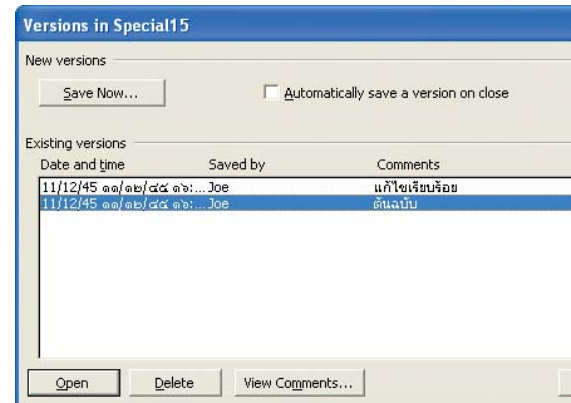 Versions in Special15
New versions
Save Now...
Automatically save a version on close
Existing versions
Date and time Saved by Comments
11/12/45 ๑๑/๑๒/๔๕ ๑๖:... Joe แก้ไขเรียบร้อย
11/12/45 ๑๑/๑๒/๔๕ ๑๖:... Joe ต้นฉบับ
Open Delete View Comments...